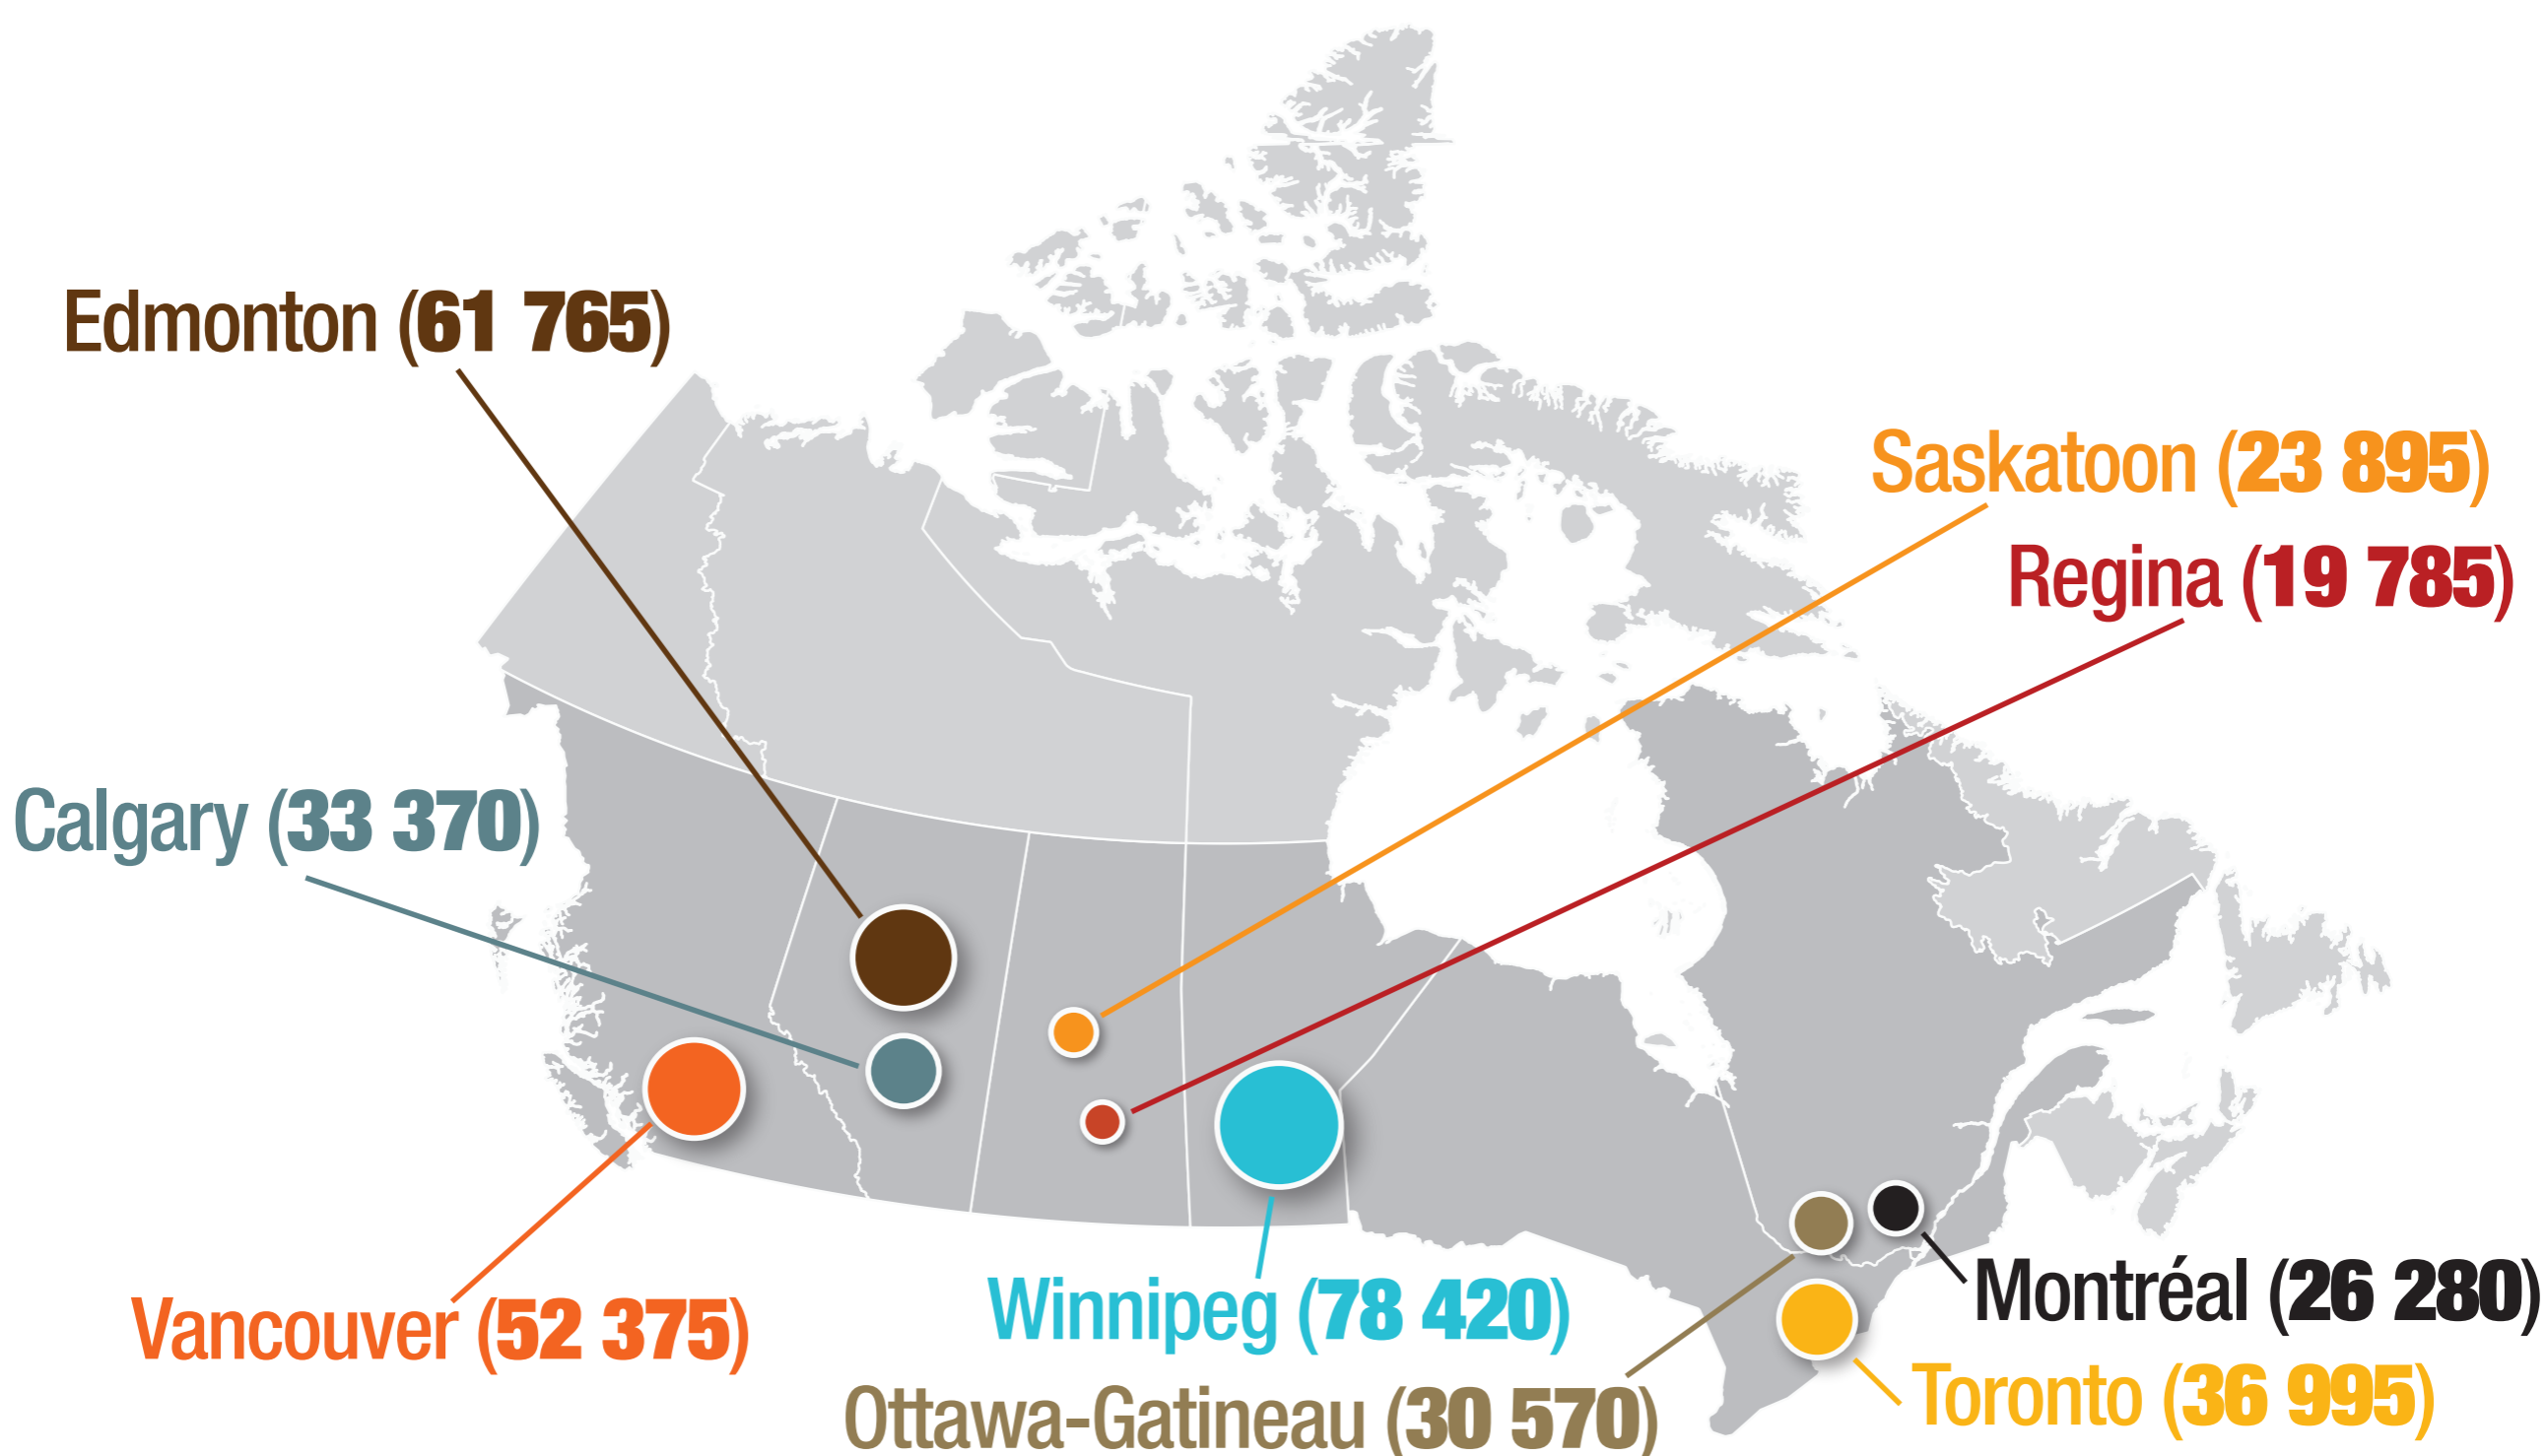 Edmonton (61 765)
Saskatoon (23 895)
Regina (19 785)
Calgary (33 370)
Montréal (26 280)
Winnipeg (78 420)
Vancouver (52 375)
Toronto (36 995)
Ottawa-Gatineau (30 570)